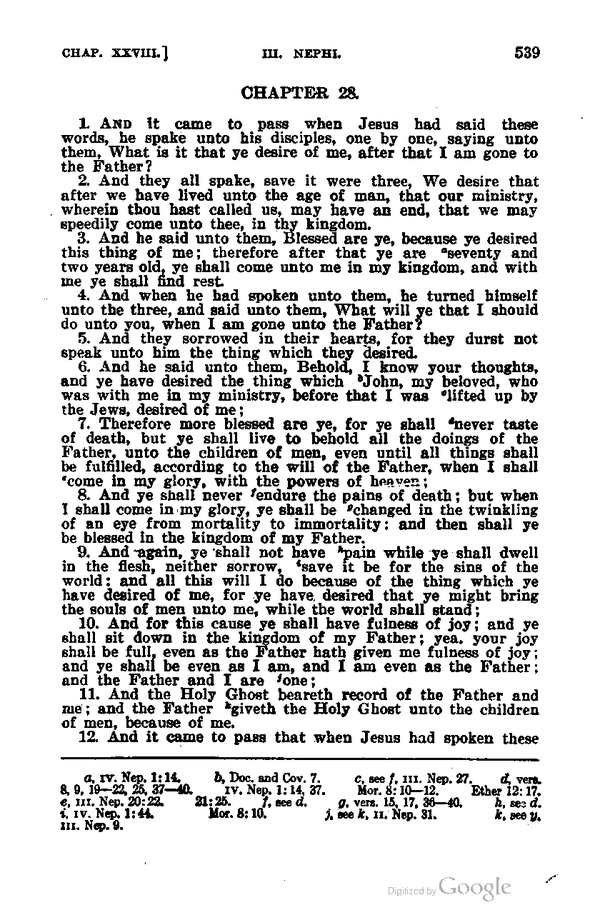 CHAP. XXVIII.] III. NEPHI. 539
CHAPTER 28.
1. AND it came to pass when Jesus had said these
words, he spake unto his disciples, one by one, saying unto
them, What is it that ye desire of me, after that I am gone to
the Father?
2. And they all spake, save it were three, We desire that
after we have lived unto the age of man, that our ministry,
wherein thou hast called us, may have an end, that we may
speedily come unto thee, in thy kingdom.
3. And he said unto them, Blessed are ye, because ye desired
this thing of me; therefore after that ye are ᵃseventy and
two years old, ye shall come unto me in my kingdom, and with
me ye shall find rest.
4. And when he had spoken unto them, he turned himself
unto the three, and said unto them, What will ye that I should
do unto you, when I am gone unto the Father?
5. And they sorrowed in their hearts, for they durst not
speak unto him the thing which they desired.
6. And he said unto them, Behold, I know your thoughts,
and ye have desired the thing which ᵇJohn, my beloved, who
was with me in my ministry, before that I was ᶜlifted up by
the Jews, desired of me;
7. Therefore more blessed are ye, for ye shall ᵈnever taste
of death, but ye shall live to behold all the doings of the
Father, unto the children of men, even until all things shall
be fulfilled, according to the will of the Father, when I shall
ᵉcome in my glory, with the powers of heaven;
8. And ye shall never ᶠendure the pains of death; but when
I shall come in my glory, ye shall be ᵍchanged in the twinkling
of an eye from mortality to immortality: and then shall ye
be blessed in the kingdom of my Father.
9. And again, ye shall not have ʰpain while ye shall dwell
in the flesh, neither sorrow, ⁱsave it be for the sins of the
world: and all this will I do because of the thing which ye
have desired of me, for ye have desired that ye might bring
the souls of men unto me, while the world shall stand;
10. And for this cause ye shall have fulness of joy; and ye
shall sit down in the kingdom of my Father; yea, your joy
shall be full, even as the Father hath given me fulness of joy;
and ye shall be even as I am, and I am even as the Father;
and the Father and I are ʲone;
11. And the Holy Ghost beareth record of the Father and
me; and the Father ᵏgiveth the Holy Ghost unto the children
of men, because of me.
12. And it came to pass that when Jesus had spoken these
a, IV. Nep. 1:14. b, Doc. and Cov. 7. c, see f, III. Nep. 27. d, vers.
8, 9, 19—22, 25, 37—40. IV. Nep. 1:14, 37. Mor. 8:10—12. Ether 12:17.
e, III. Nep. 20:22. 21:25. f, see d. g, vers. 15, 17, 36—40. h, see d.
i, IV. Nep. 1:44. Mor. 8:10. j, see k, II. Nep. 31. k, see y,
III. Nep. 9.
Digitized by Google